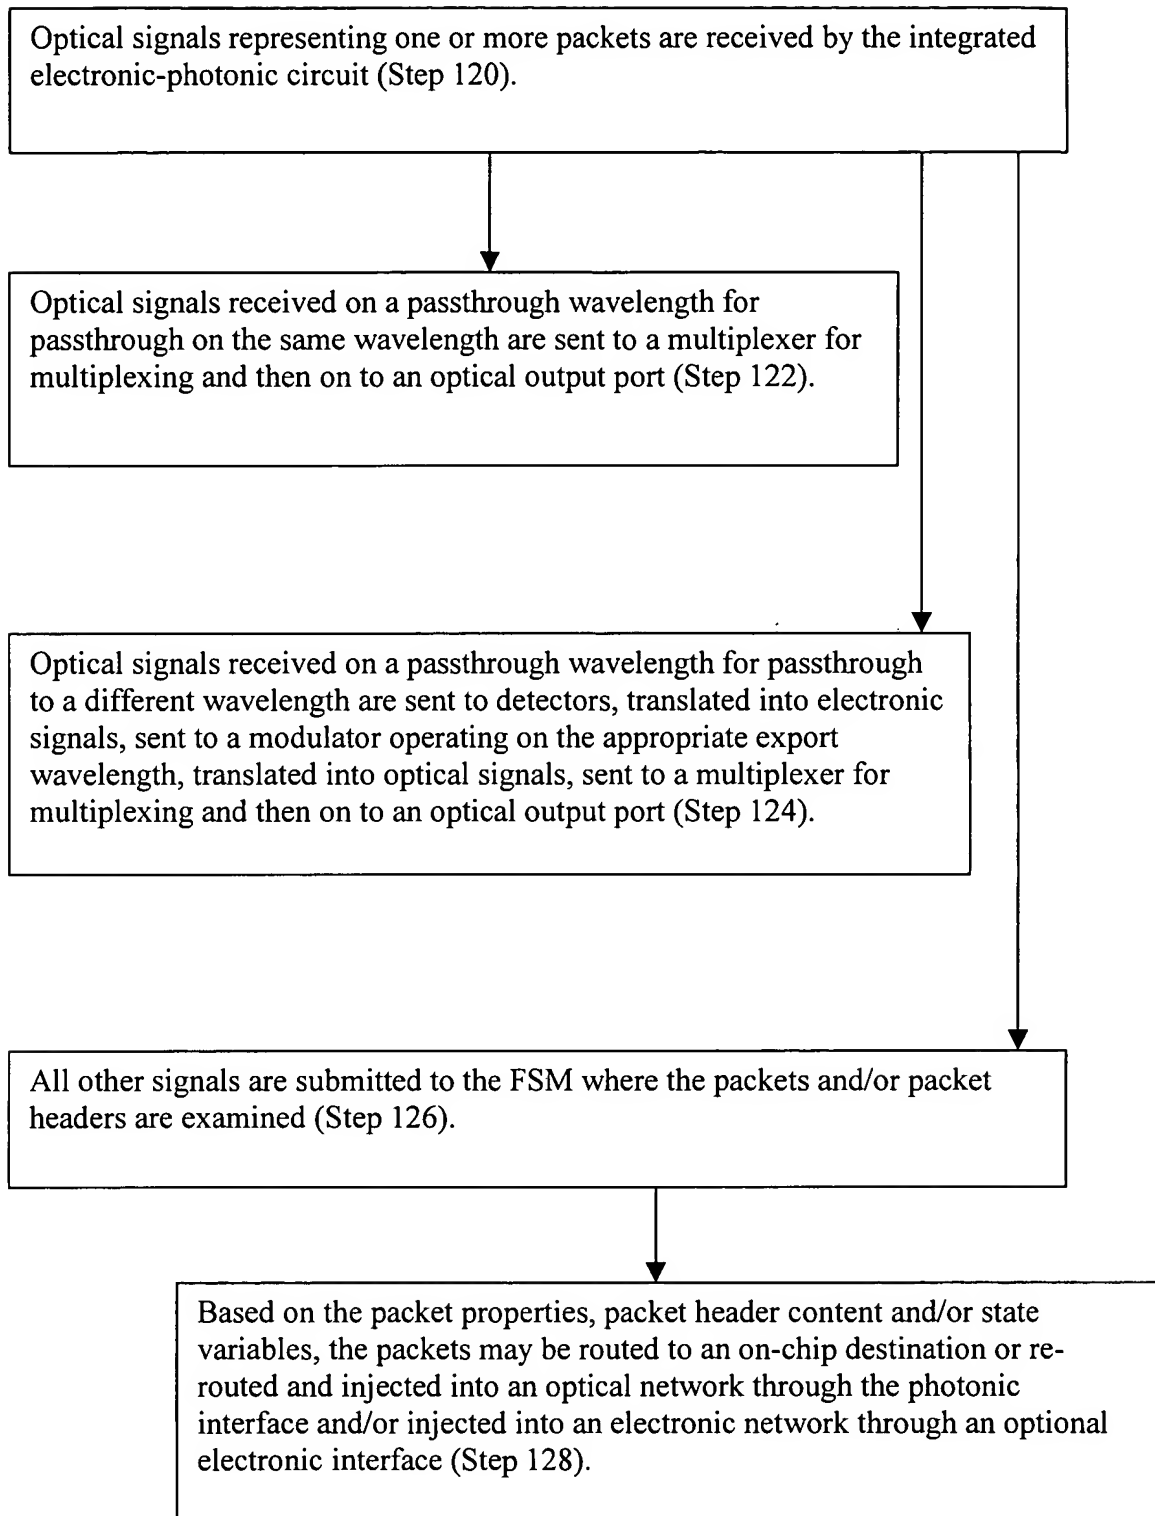 Optical signals representing one or more packets are received by the integrated
electronic-photonic circuit (Step 120).
Optical signals received on a passthrough wavelength for
passthrough on the same wavelength are sent to a multiplexer for
multiplexing and then on to an optical output port (Step 122).
Optical signals received on a passthrough wavelength for passthrough
to a different wavelength are sent to detectors, translated into electronic
signals, sent to a modulator operating on the appropriate export
wavelength, translated into optical signals, sent to a multiplexer for
multiplexing and then on to an optical output port (Step 124).
All other signals are submitted to the FSM where the packets and/or packet
headers are examined (Step 126).
Based on the packet properties, packet header content and/or state
variables, the packets may be routed to an on-chip destination or re-
routed and injected into an optical network through the photonic
interface and/or injected into an electronic network through an optional
electronic interface (Step 128).